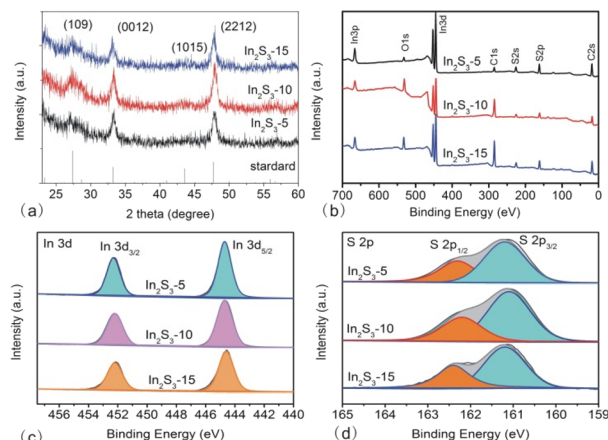 (109)
(0012)
(1015)
(2212)
In2S3-15
In2S3-10
In2S3-5
standard
Intensity (a.u.)
25 30 35 40 45 50 55 60
2 theta (degree)
(a)
In3p
O1s
In3d
C1s
S2s
S2p
C2s
In2S3-5
In2S3-10
In2S3-15
Intensity (a.u.)
700 600 500 400 300 200 100 0
Binding Energy (eV)
(b)
In 3d
In 3d3/2
In 3d5/2
In2S3-5
In2S3-10
In2S3-15
Intensity (a.u.)
456 454 452 450 448 446 444 442 440
Binding Energy (eV)
(c)
S 2p
S 2p1/2
S 2p3/2
In2S3-5
In2S3-10
In2S3-15
Intensity (a.u.)
165 164 163 162 161 160 159
Binding Energy (eV)
(d)